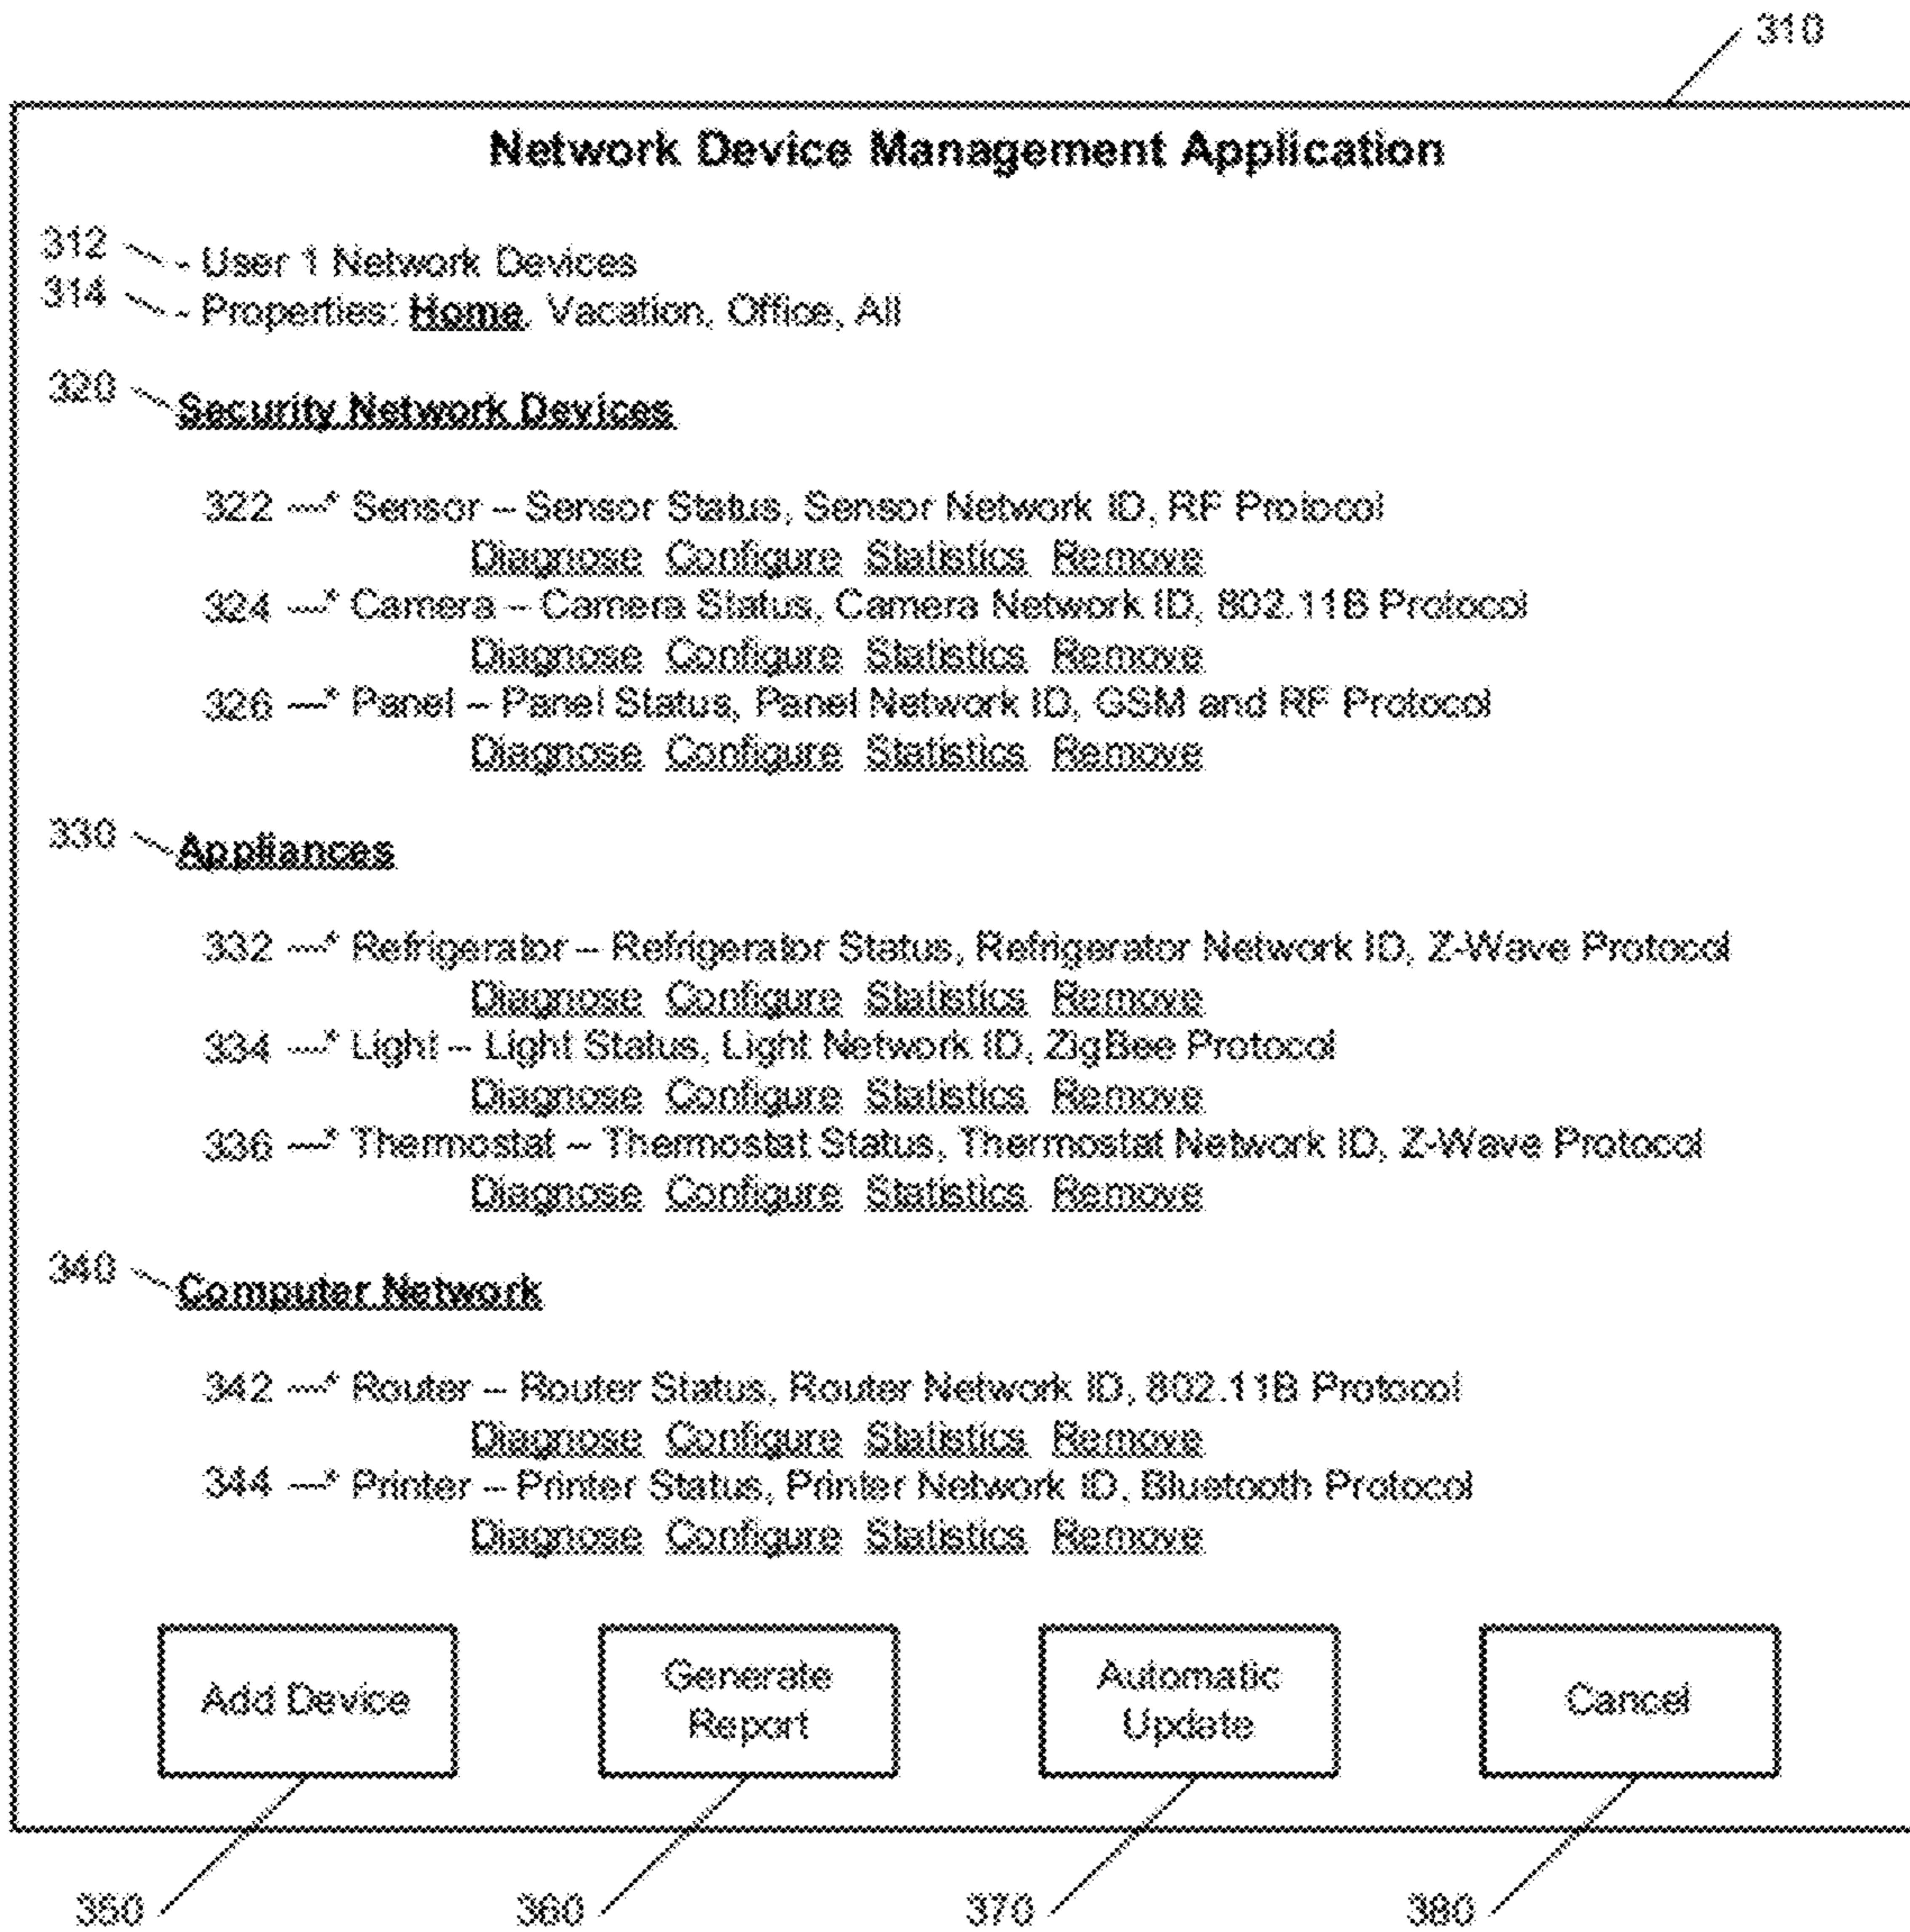 310
Network Device Management Application
312 - User 1 Network Devices
314 - Properties: Home, Vacation, Office, All
320 Security Network Devices
322 * Sensor – Sensor Status, Sensor Network ID, RF Protocol
Diagnose Configure Statistics Remove
324 * Camera – Camera Status, Camera Network ID, 802.11B Protocol
Diagnose Configure Statistics Remove
326 * Panel – Panel Status, Panel Network ID, GSM and RF Protocol
Diagnose Configure Statistics Remove
330 Appliances
332 * Refrigerator – Refrigerator Status, Refrigerator Network ID, Z-Wave Protocol
Diagnose Configure Statistics Remove
334 * Light – Light Status, Light Network ID, ZigBee Protocol
Diagnose Configure Statistics Remove
336 * Thermostat – Thermostat Status, Thermostat Network ID, Z-Wave Protocol
Diagnose Configure Statistics Remove
340 Computer Network
342 * Router – Router Status, Router Network ID, 802.11B Protocol
Diagnose Configure Statistics Remove
344 * Printer – Printer Status, Printer Network ID, Bluetooth Protocol
Diagnose Configure Statistics Remove
Add Device
Generate
Report
Automatic
Update
Cancel
350 360 370 380